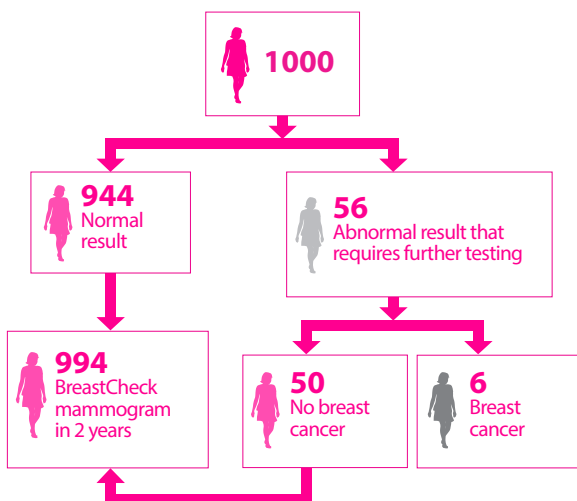 1000
944
Normal
result
56
Abnormal result that
requires further testing
994
BreastCheck
mammogram
in 2 years
50
No breast
cancer
6
Breast
cancer